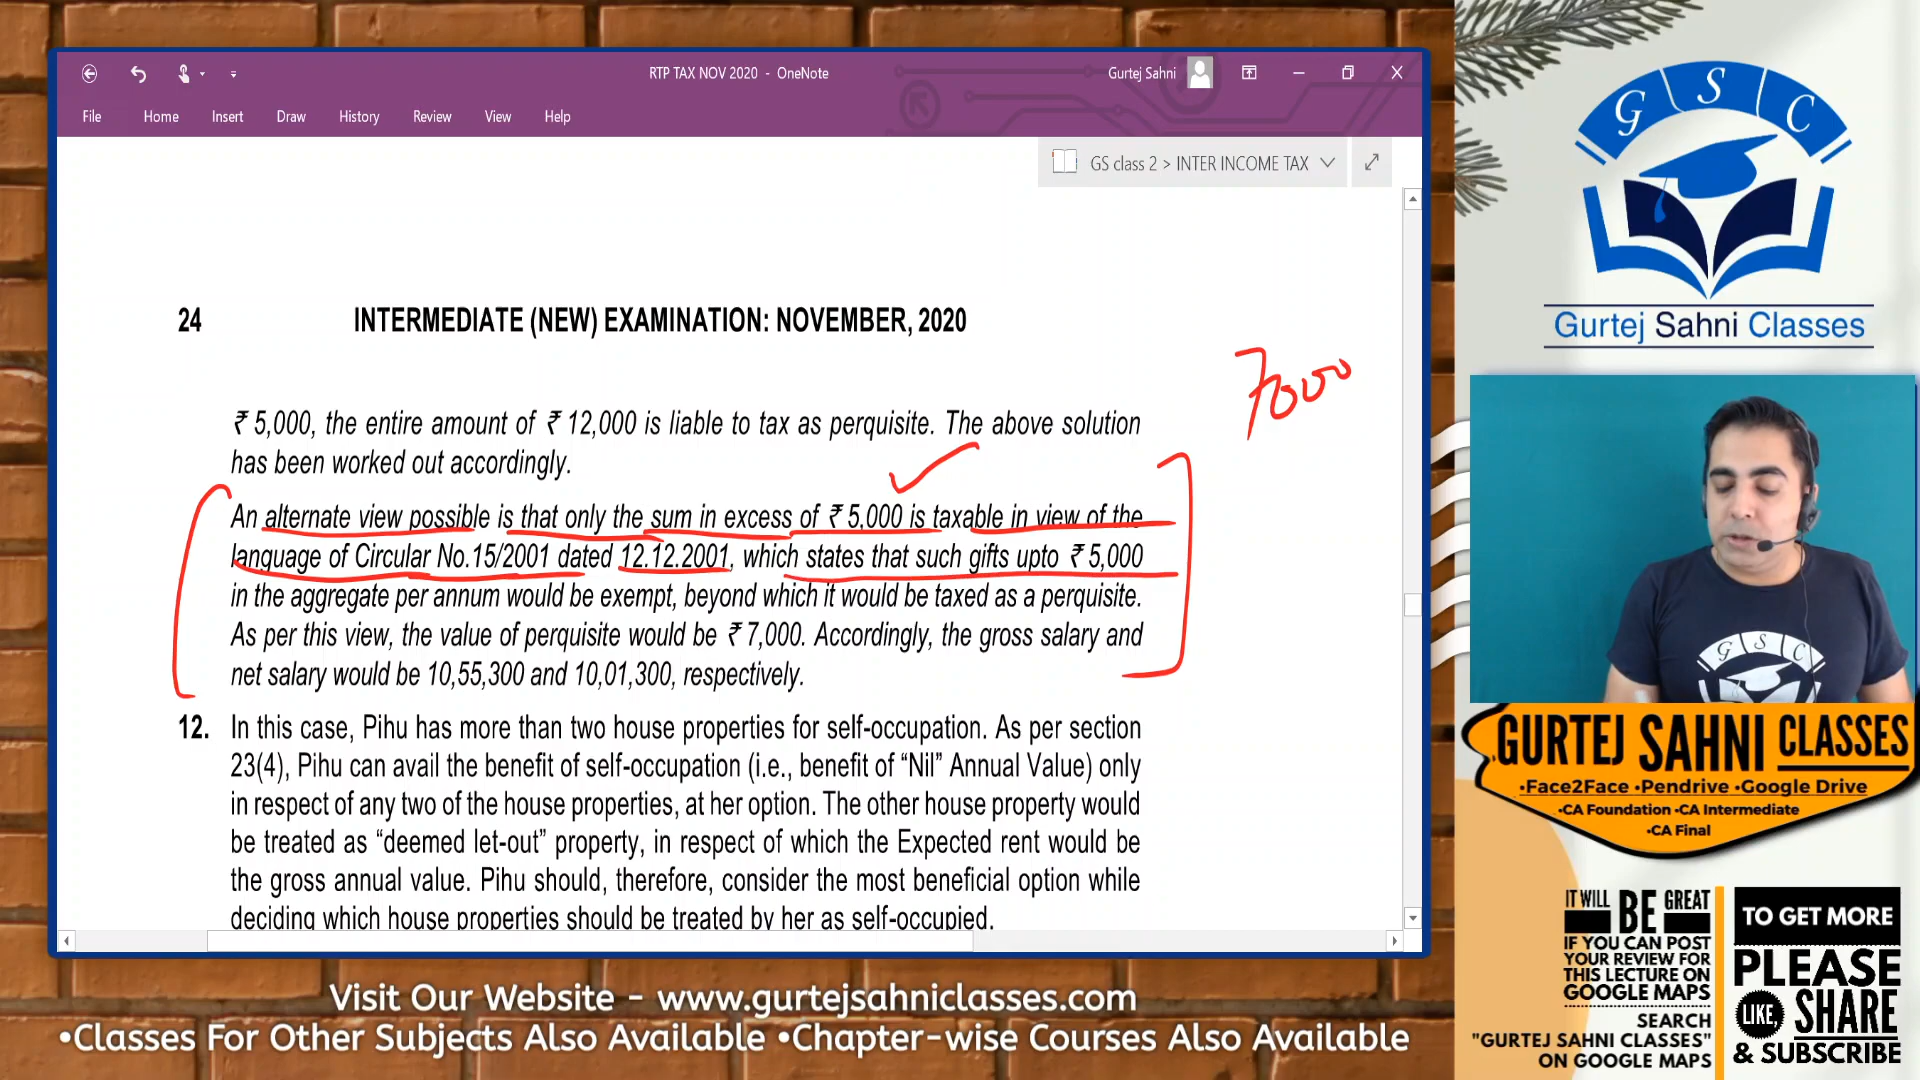 RTP TAX NOV 2020 - OneNote
Gurtej Sahni
File Home Insert Draw History Review View Help
GS class 2 > INTER INCOME TAX
24 INTERMEDIATE (NEW) EXAMINATION: NOVEMBER, 2020
7000
₹ 5,000, the entire amount of ₹ 12,000 is liable to tax as perquisite. The above solution
has been worked out accordingly.
An alternate view possible is that only the sum in excess of ₹ 5,000 is taxable in view of the
language of Circular No.15/2001 dated 12.12.2001, which states that such gifts upto ₹ 5,000
in the aggregate per annum would be exempt, beyond which it would be taxed as a perquisite.
As per this view, the value of perquisite would be ₹ 7,000. Accordingly, the gross salary and
net salary would be 10,55,300 and 10,01,300, respectively.
12. In this case, Pihu has more than two house properties for self-occupation. As per section
23(4), Pihu can avail the benefit of self-occupation (i.e., benefit of “Nil” Annual Value) only
in respect of any two of the house properties, at her option. The other house property would
be treated as “deemed let-out” property, in respect of which the Expected rent would be
the gross annual value. Pihu should, therefore, consider the most beneficial option while
deciding which house properties should be treated by her as self-occupied.
G S C
Gurtej Sahni Classes
G S C
GURTEJ SAHNI CLASSES
•Face2Face •Pendrive •Google Drive
•CA Foundation •CA Intermediate
•CA Final
IT WILL BE GREAT
IF YOU CAN POST
YOUR REVIEW FOR
THIS LECTURE ON
GOOGLE MAPS
SEARCH
"GURTEJ SAHNI CLASSES"
ON GOOGLE MAPS
TO GET MORE
PLEASE
LIKE, SHARE
& SUBSCRIBE
Visit Our Website - www.gurtejsahniclasses.com
•Classes For Other Subjects Also Available •Chapter-wise Courses Also Available